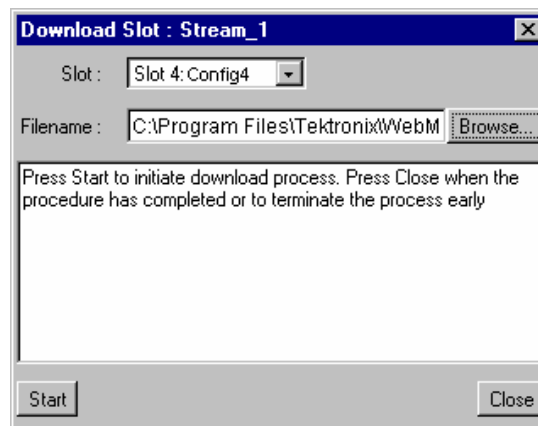 Download Slot : Stream_1
Slot : Slot 4: Config4
Filename : C:\Program Files\Tektronix\WebM Browse...
Press Start to initiate download process. Press Close when the
procedure has completed or to terminate the process early
Start Close